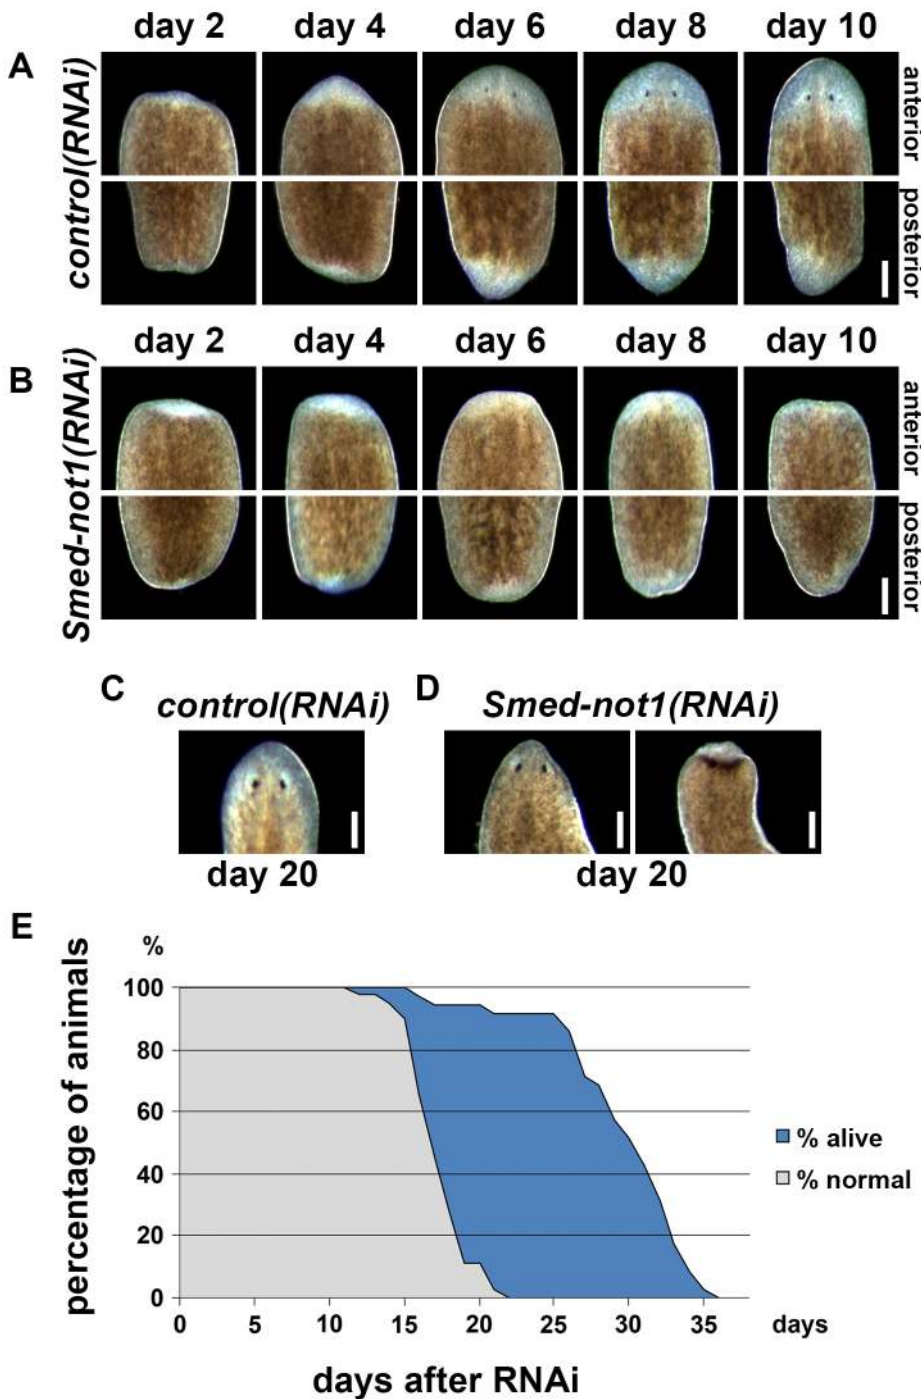 day 2 day 4 day 6 day 8 day 10
A
control(RNAi)
anterior
posterior
day 2 day 4 day 6 day 8 day 10
B
Smed-not1(RNAi)
anterior
posterior
C
control(RNAi)
day 20
D
Smed-not1(RNAi)
day 20
E
%
percentage of animals
100
80
60
40
20
0
0 5 10 15 20 25 30 35 days
days after RNAi
% alive
% normal